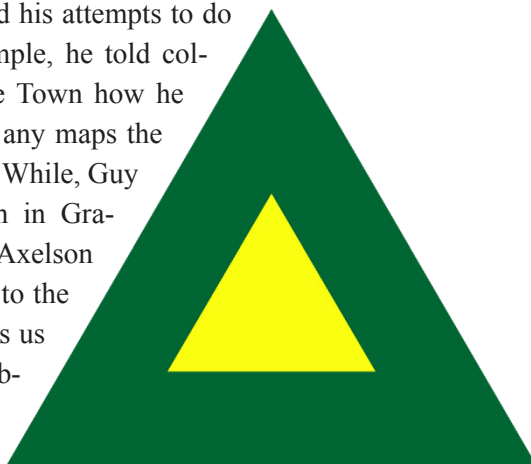 d his attempts to do
mple, he told col-
e Town how he
any maps the
While, Guy
n in Gra-
Axelson
to the
s us
b-